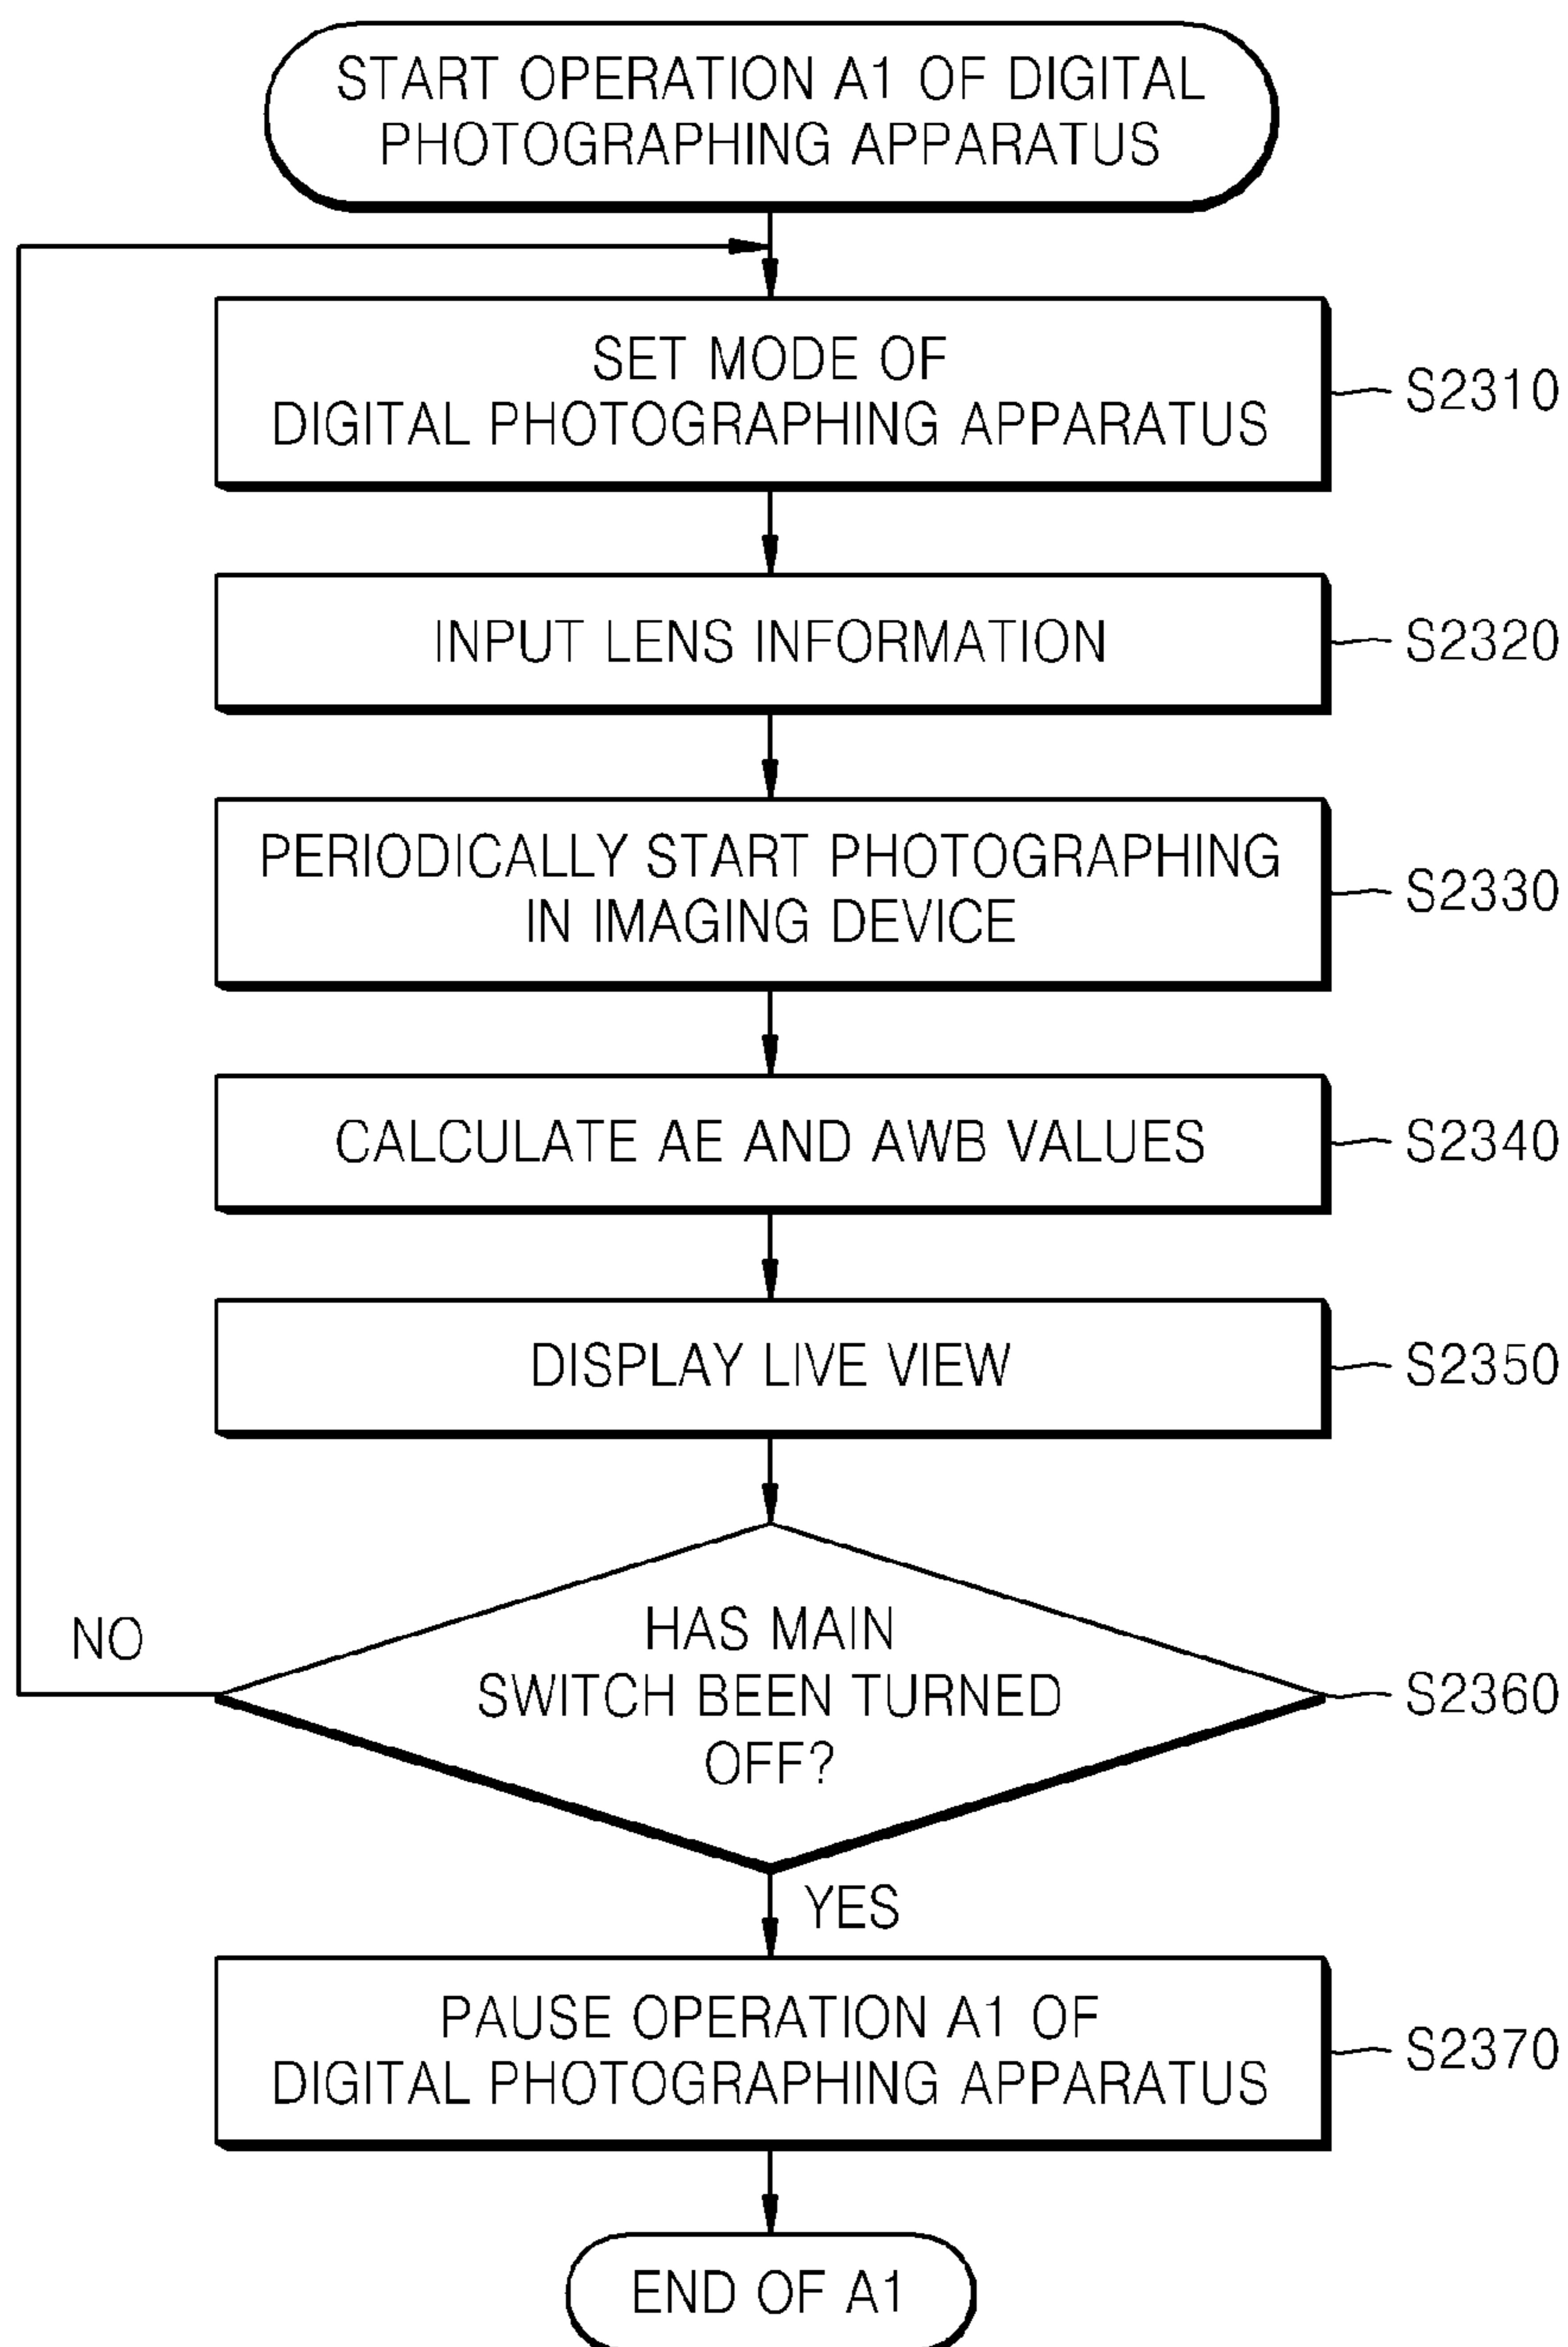 START OPERATION A1 OF DIGITAL
PHOTOGRAPHING APPARATUS
SET MODE OF
DIGITAL PHOTOGRAPHING APPARATUS
S2310
INPUT LENS INFORMATION
S2320
PERIODICALLY START PHOTOGRAPHING
IN IMAGING DEVICE
S2330
CALCULATE AE AND AWB VALUES
S2340
DISPLAY LIVE VIEW
S2350
HAS MAIN
SWITCH BEEN TURNED
OFF?
S2360
NO
YES
PAUSE OPERATION A1 OF
DIGITAL PHOTOGRAPHING APPARATUS
S2370
END OF A1